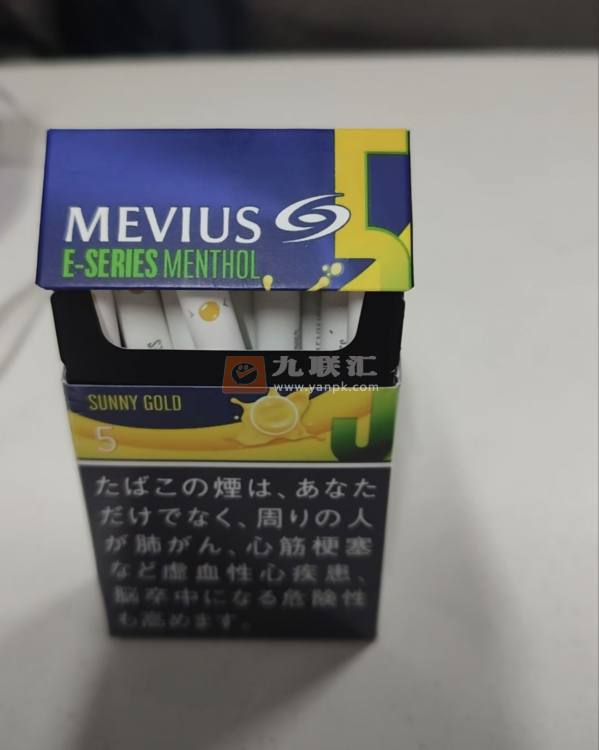 MEVIUS
E-SERIES MENTHOL
5
九联汇
www.yanpk.com
SUNNY GOLD
5
たばこの煙は、あなた
だけでなく、周りの人
が肺がん、心筋梗塞
など虚血性心疾患、
脳卒中になる危険性
も高めます。